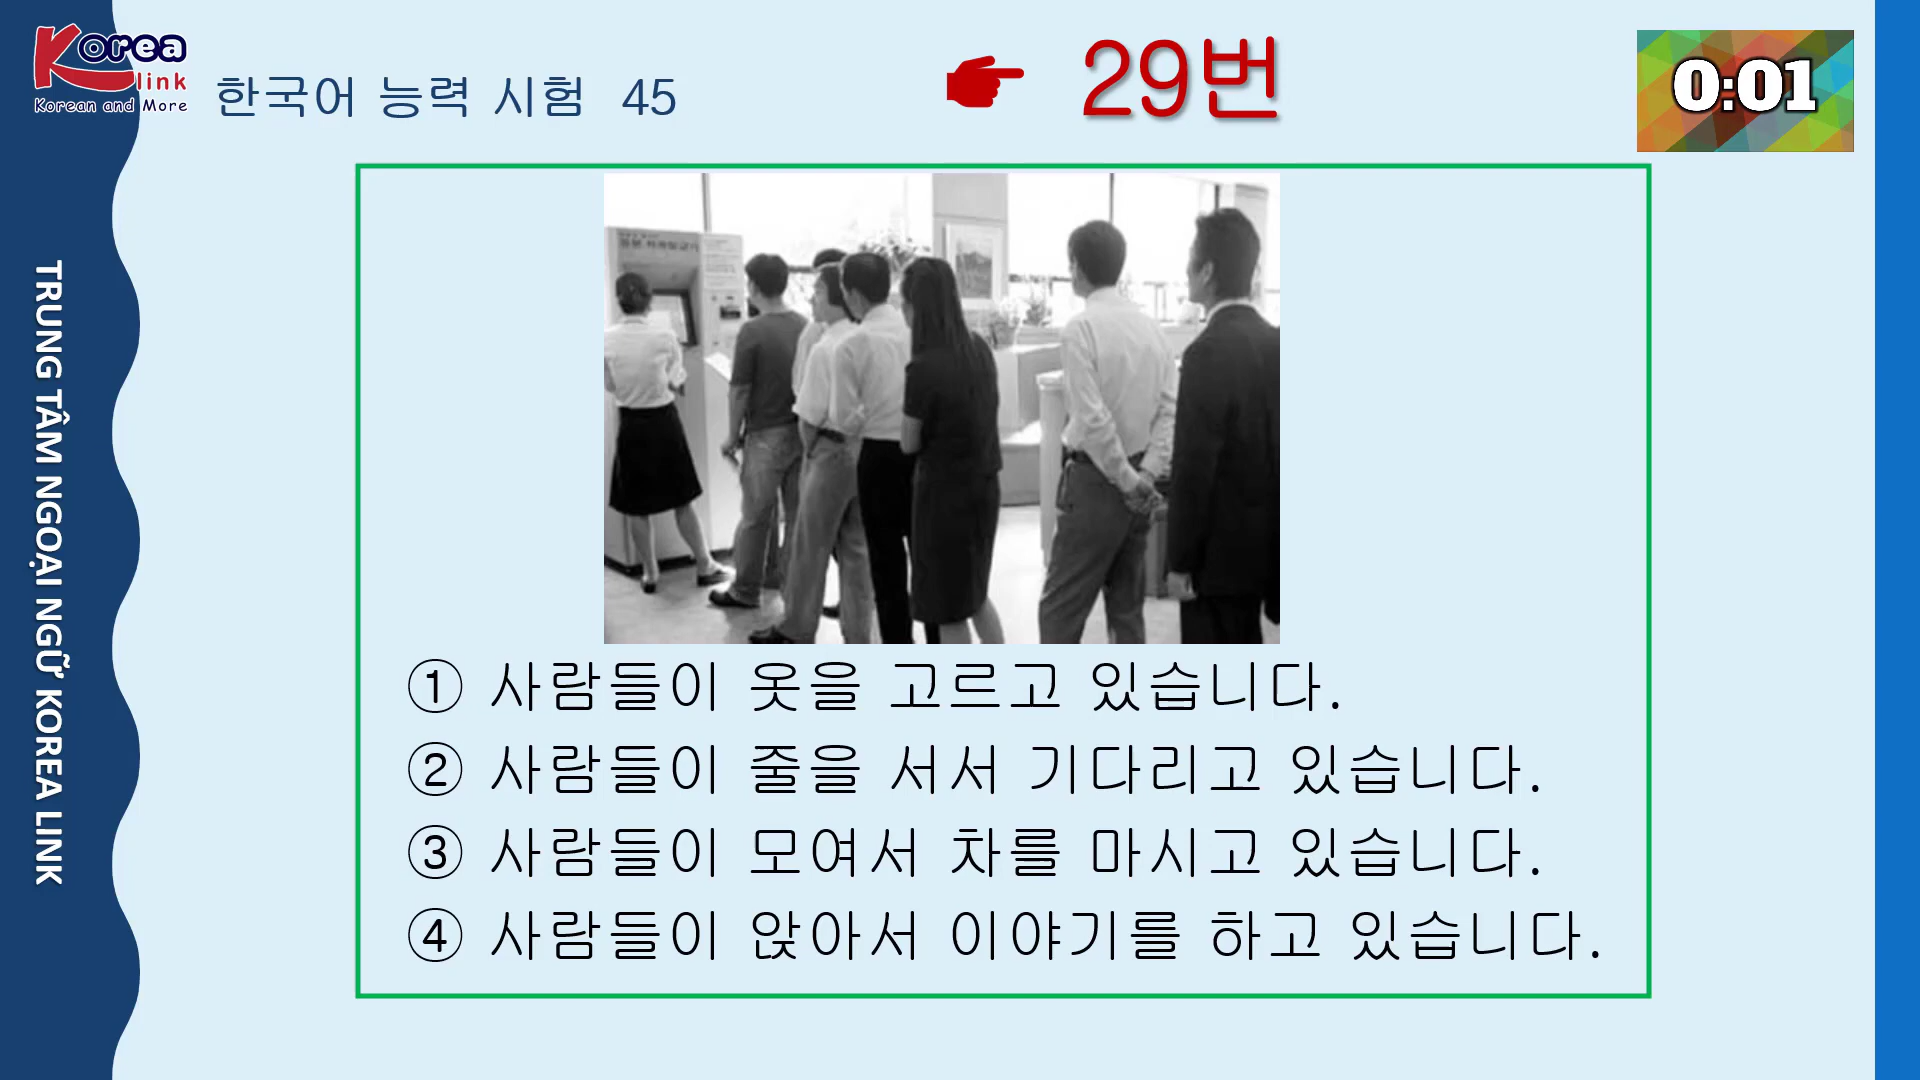 Korea
link
Korean and More
한국어 능력 시험 45
29번
0:01
TRUNG TÂM NGOẠI NGỮ KOREA LINK
① 사람들이 옷을 고르고 있습니다.
② 사람들이 줄을 서서 기다리고 있습니다.
③ 사람들이 모여서 차를 마시고 있습니다.
④ 사람들이 앉아서 이야기를 하고 있습니다.